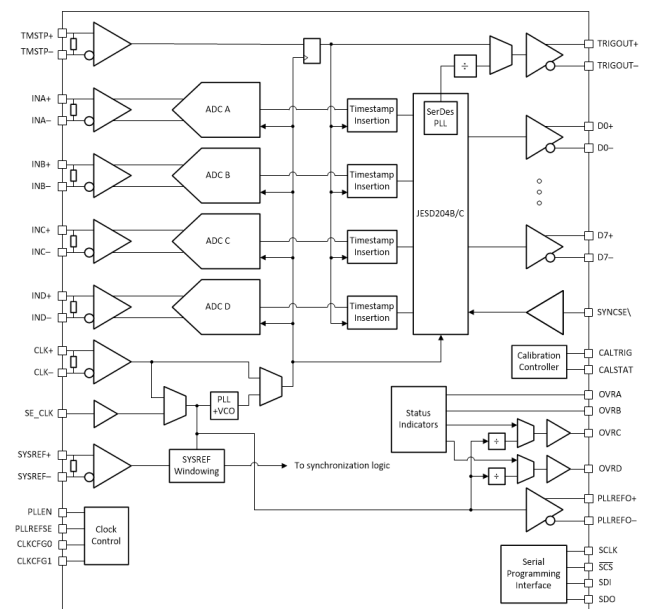 TMSTP+
TMSTP–
TRIGOUT+
TRIGOUT–
÷
INA+
INA–
ADC A
Timestamp
Insertion
SerDes
PLL
D0+
D0–
INB+
INB–
ADC B
Timestamp
Insertion
JESD204B/C
INC+
INC–
ADC C
Timestamp
Insertion
D7+
D7–
IND+
IND–
ADC D
Timestamp
Insertion
SYNCSE\
CLK+
CLK–
Calibration
Controller
CALTRIG
CALSTAT
SE_CLK
PLL
+VCO
Status
Indicators
OVRA
OVRB
OVRC
÷
SYSREF+
SYSREF–
SYSREF
Windowing
To synchronization logic
OVRD
÷
PLLREFO+
PLLREFO–
PLLEN
PLLREFSE
CLKCFG0
CLKCFG1
Clock
Control
Serial
Programming
Interface
SCLK
SCS
SDI
SDO